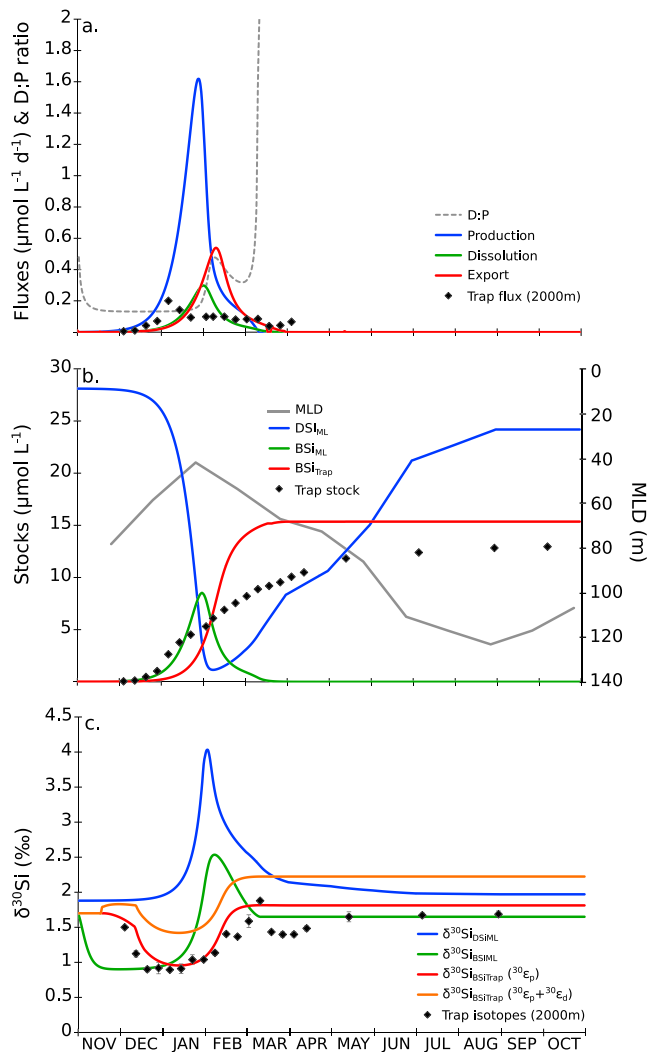 a.
Fluxes (μmol L⁻¹ d⁻¹) & D:P ratio
2
1.8
1.6
1.4
1.2
1
0.8
0.6
0.4
0.2
D:P
Production
Dissolution
Export
Trap flux (2000m)
b.
Stocks (μmol L⁻¹)
30
25
20
15
10
5
MLD
DSI_ML
BSi_ML
BSi_Trap
Trap stock
0
20
40
60
80
100
120
140
MLD (m)
c.
δ³⁰Si (‰)
4.5
4
3.5
3
2.5
2
1.5
1
0.5
0
δ³⁰Si_DSiML
δ³⁰Si_BSIML
δ³⁰Si_BSiTrap (³⁰ε_p)
δ³⁰Si_BSiTrap (³⁰ε_p+³⁰ε_d)
Trap isotopes (2000m)
NOV DEC JAN FEB MAR APR MAY JUN JUL AUG SEP OCT